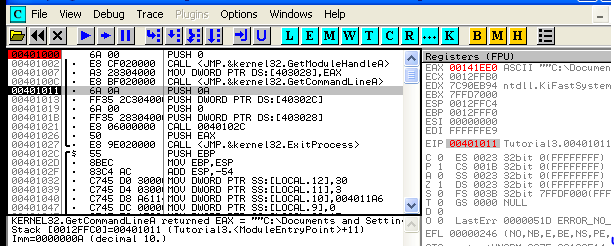 C File View Debug Trace Plugins Options Windows Help
L E M W T C R ... K B M H
00401000 6A 00 PUSH 0
00401002 E8 CF020000 CALL <JMP.&kernel32.GetModuleHandleA>
00401007 A3 28304000 MOV DWORD PTR DS:[403028],EAX
0040100C E8 BF020000 CALL <JMP.&kernel32.GetCommandLineA>
00401011 6A 0A PUSH 0A
00401013 FF35 2C304000 PUSH DWORD PTR DS:[40302C]
00401019 6A 00 PUSH 0
0040101B FF35 28304000 PUSH DWORD PTR DS:[403028]
00401021 E8 06000000 CALL 0040102C
00401026 50 PUSH EAX
00401027 E8 9E020000 CALL <JMP.&kernel32.ExitProcess>
0040102C $ 55 PUSH EBP
0040102D 8BEC MOV EBP,ESP
0040102F 83C4 AC ADD ESP,-54
00401032 C745 D0 30000 MOV DWORD PTR SS:[LOCAL.12],30
00401039 C745 D4 03000 MOV DWORD PTR SS:[LOCAL.11],3
00401040 C745 D8 A6114 MOV DWORD PTR SS:[LOCAL.10],004011A6
00401047 C745 DC 00000 MOV DWORD PTR SS:[LOCAL.9],0
KERNEL32.GetCommandLineA returned EAX = ""C:\Documents and Settin
Stack [0012FFC0]=00401011 (Tutorial3.<ModuleEntryPoint>+11)
Imm=0000000A (decimal 10.)
Registers (FPU)
EAX 00141EE0 ASCII ""C:\Documen
ECX 0012FFB0
EDX 7C90EB94 ntdll.KiFastSystem
EBX
ESP 0012FFC4
EBP 0012FFF0
ESI 00000000
EDI FFFFFFE9
EIP 00401011 Tutorial3.00401011
C 0 ES 0023 32bit 0(FFFFFFFF)
P 1 CS 001B 32bit 0(FFFFFFFF)
A 0 SS 0023 32bit 0(FFFFFFFF)
Z 1 DS 0023 32bit 0(FFFFFFFF)
S 0 FS 003B 32bit 7FFDF000(FFF
T 0 GS 0000 NULL
D 0
O 0 LastErr 0000051D ERROR_NO_
EFL 00000246 (NO,NB,E,BE,NS,PE,